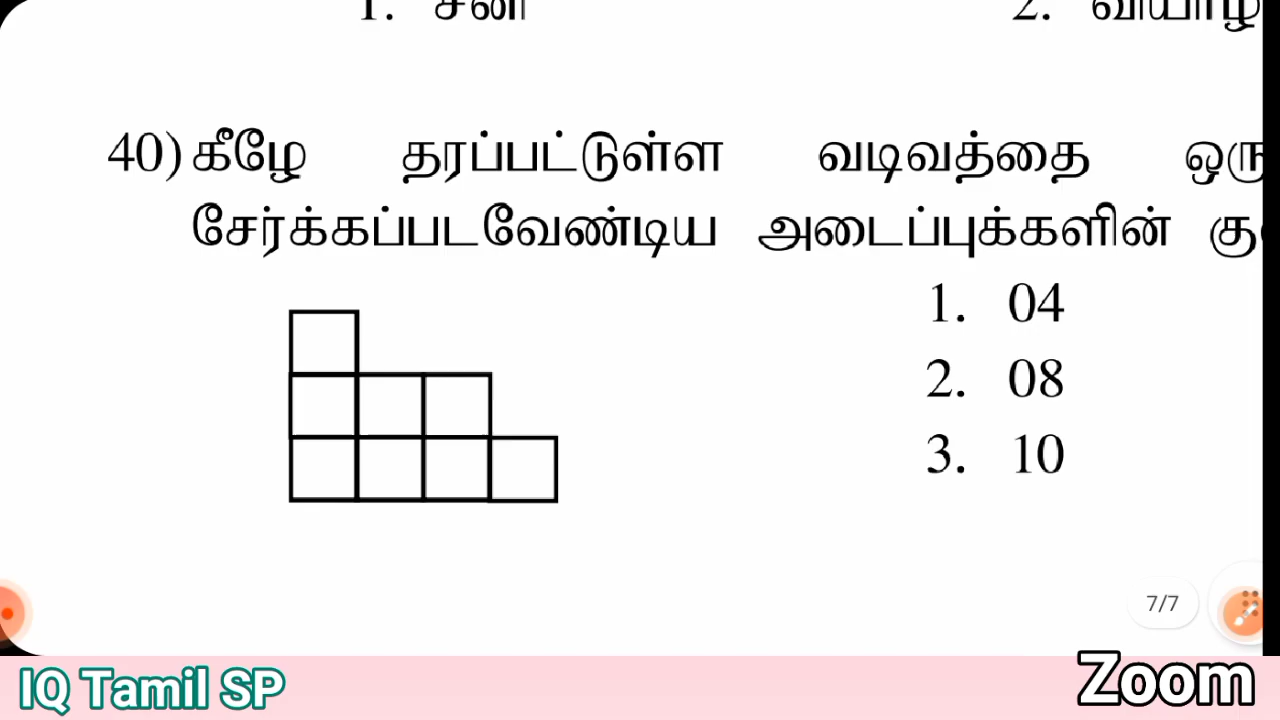 1. சனி 2. வியாழ
40) கீழே தரப்பட்டுள்ள வடிவத்தை ஒரு
சேர்க்கப்படவேண்டிய அடைப்புக்களின்
1. 04
2. 08
3. 10
7/7
IQ Tamil SP Zoom